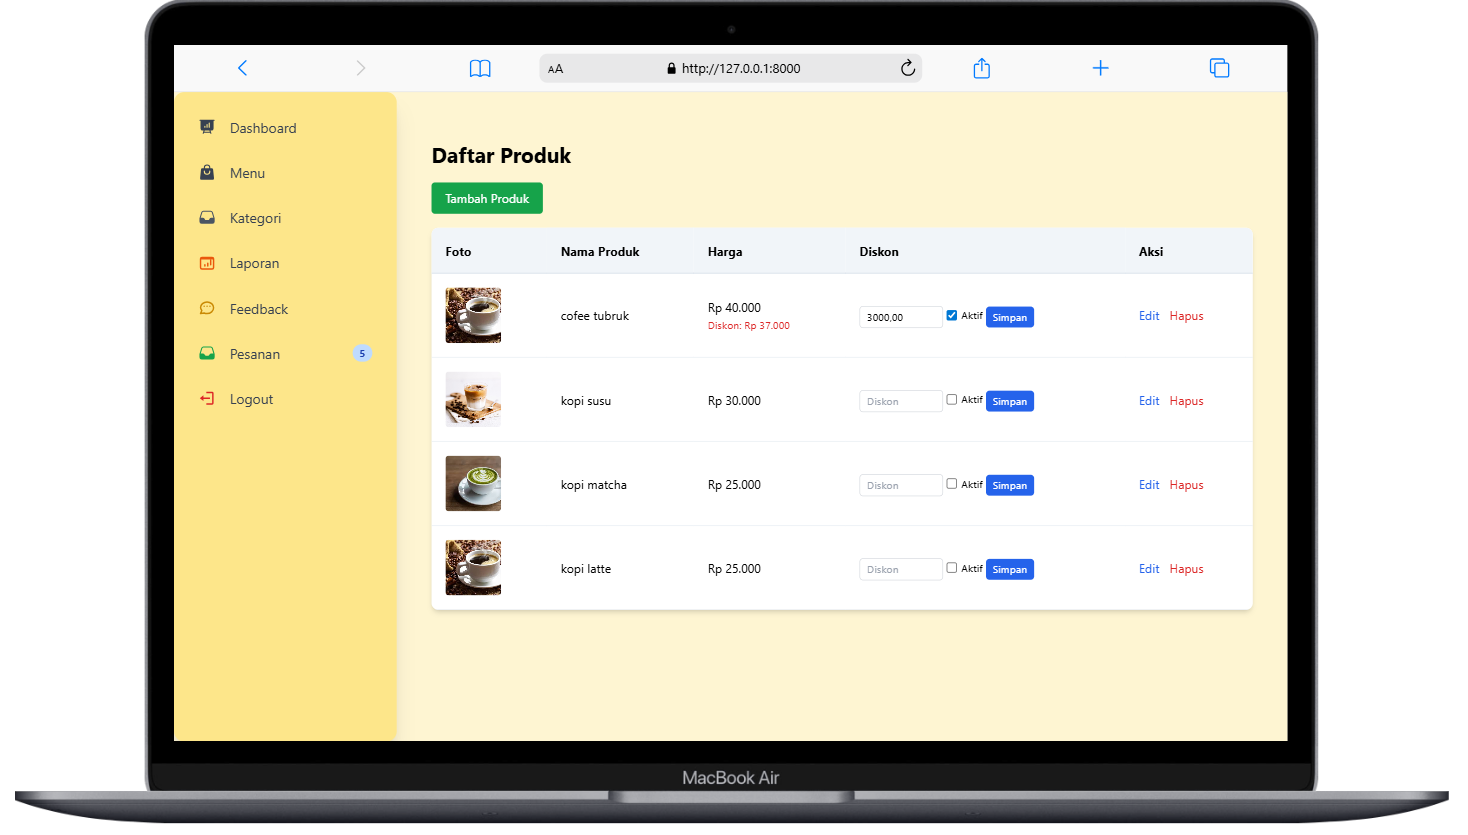 AA http://127.0.0.1:8000
Dashboard
Menu
Kategori
Laporan
Feedback
Pesanan 5
Logout
Daftar Produk
Tambah Produk
Foto Nama Produk Harga Diskon Aksi
cofee tubruk Rp 40.000 Diskon: Rp 37.000 3000,00 Aktif Simpan Edit Hapus
kopi susu Rp 30.000 Diskon Aktif Simpan Edit Hapus
kopi matcha Rp 25.000 Diskon Aktif Simpan Edit Hapus
kopi latte Rp 25.000 Diskon Aktif Simpan Edit Hapus
MacBook Air